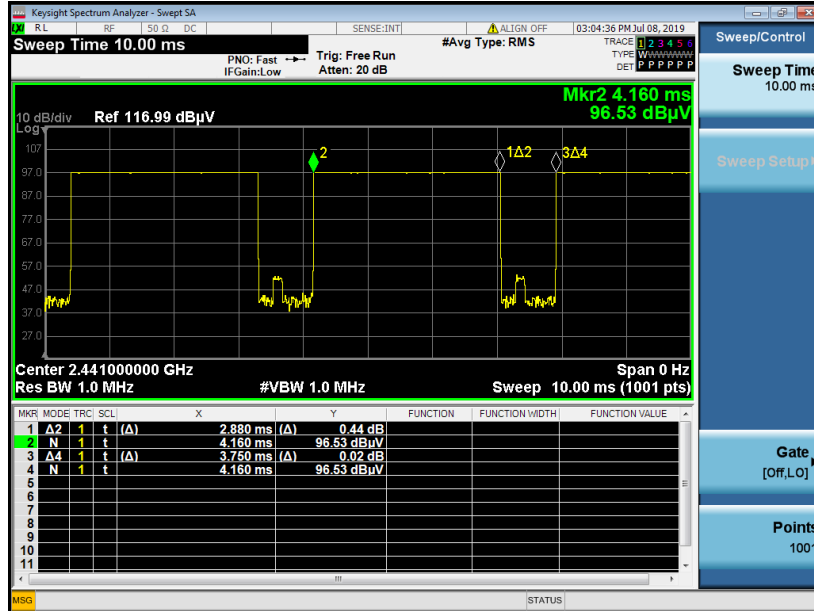 Keysight Spectrum Analyzer - Swept SA
LXI RL RF 50 Ω DC SENSE:INT ALIGN OFF 03:04:36 PM Jul 08, 2019
Sweep Time 10.00 ms
PNO: Fast
IFGain:Low
Trig: Free Run
Atten: 20 dB
#Avg Type: RMS
TRACE 1 2 3 4 5 6
TYPE WWWWWW
DET P P P P P P
Mkr2 4.160 ms
96.53 dBµV
10 dB/div Ref 116.99 dBµV
Log
107
97.0
87.0
77.0
67.0
57.0
47.0
37.0
27.0
2
1Δ2
3Δ4
Center 2.441000000 GHz Span 0 Hz
Res BW 1.0 MHz #VBW 1.0 MHz Sweep 10.00 ms (1001 pts)
MKR MODE TRC SCL X Y FUNCTION FUNCTION WIDTH FUNCTION VALUE
1 Δ2 1 t (Δ) 2.880 ms (Δ) 0.44 dB
2 N 1 t 4.160 ms 96.53 dBµV
3 Δ4 1 t (Δ) 3.750 ms (Δ) 0.02 dB
4 N 1 t 4.160 ms 96.53 dBµV
5
6
7
8
9
10
11
MSG STATUS
Sweep/Control
Sweep Time
10.00 ms
Sweep Setup
Gate
[Off,LO]
Points
1001